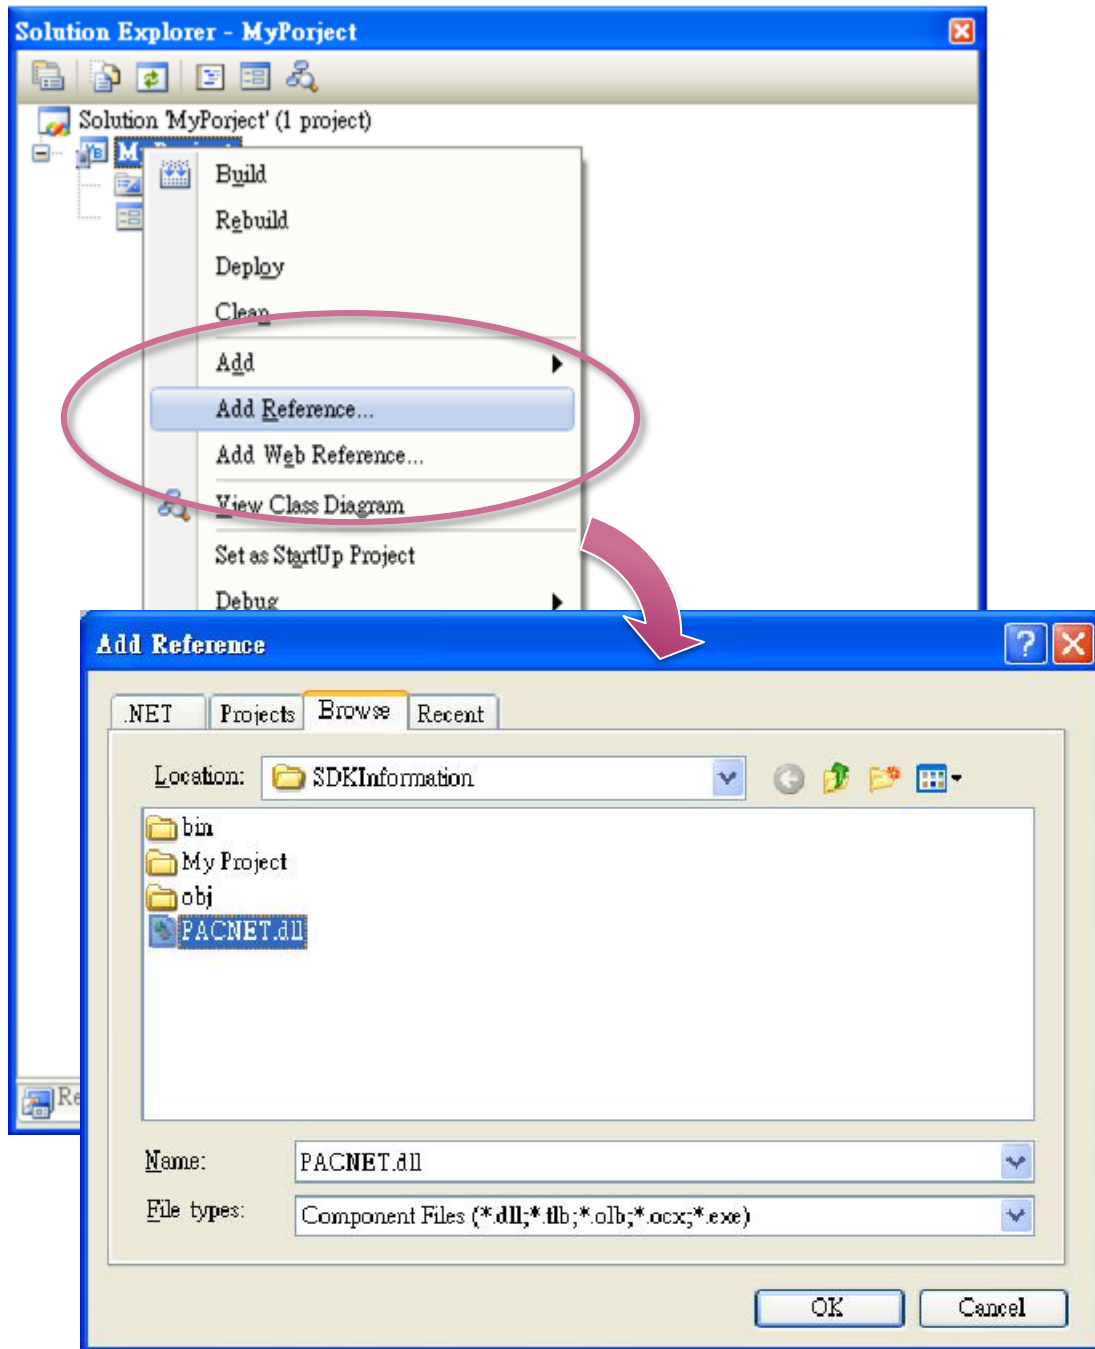 Solution Explorer - MyPorject
Solution 'MyPorject' (1 project)
Build
Rebuild
Deploy
Clean
Add
Add Reference...
Add Web Reference...
View Class Diagram
Set as StartUp Project
Debug
Add Reference
.NET Projects Browse Recent
Location: SDKInformation
bin
My Project
obj
PACNET.dll
Name: PACNET.dll
File types: Component Files (*.dll;*.tlb;*.olb;*.ocx;*.exe)
OK Cancel